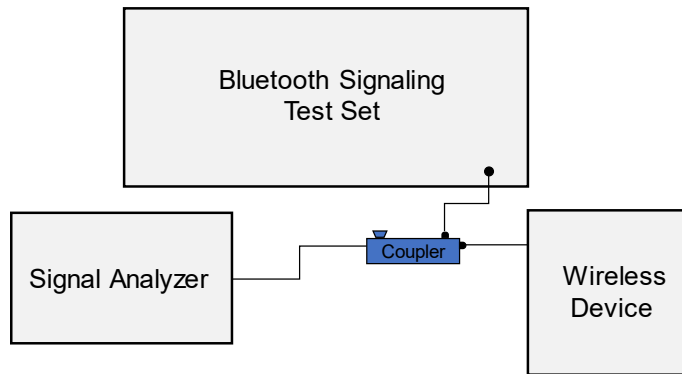 Bluetooth Signaling
Test Set
Coupler
Signal Analyzer
Wireless
Device